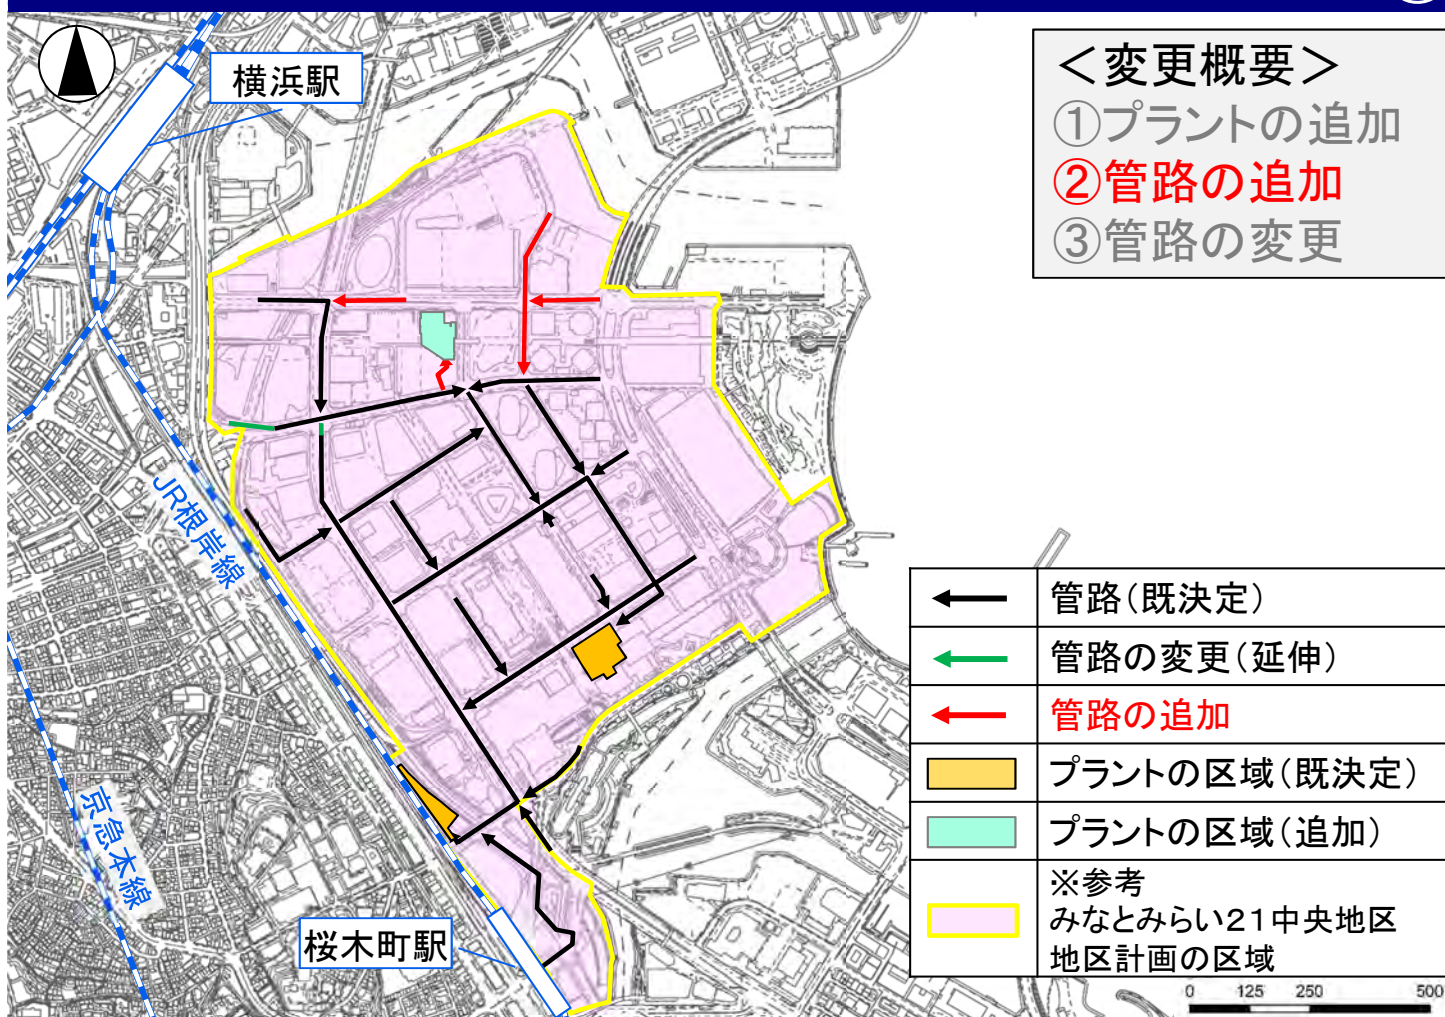 横浜駅
＜変更概要＞
①プラントの追加
②管路の追加
③管路の変更
JR根岸線
京急本線
桜木町駅
管路（既決定）
管路の変更（延伸）
管路の追加
プラントの区域（既決定）
プラントの区域（追加）
※参考
みなとみらい２１中央地区
地区計画の区域
0 125 250 500